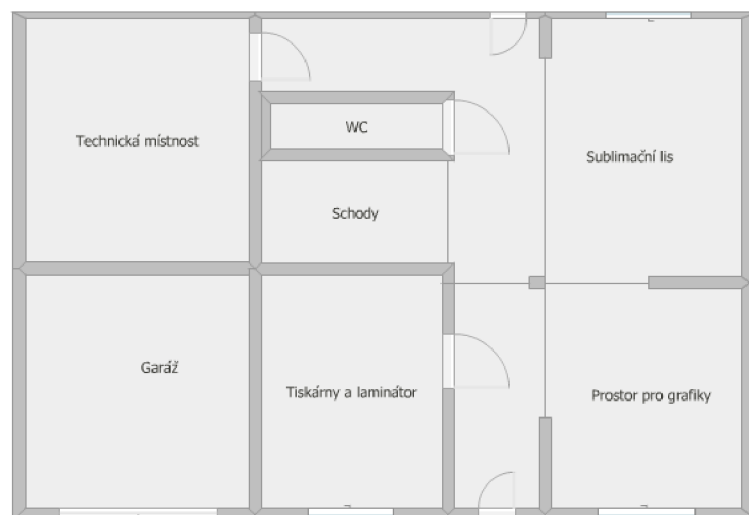 WC
Technická místnost
Sublimační lis
Schody
Garáž
Tiskárny a laminátor
Prostor pro grafiky